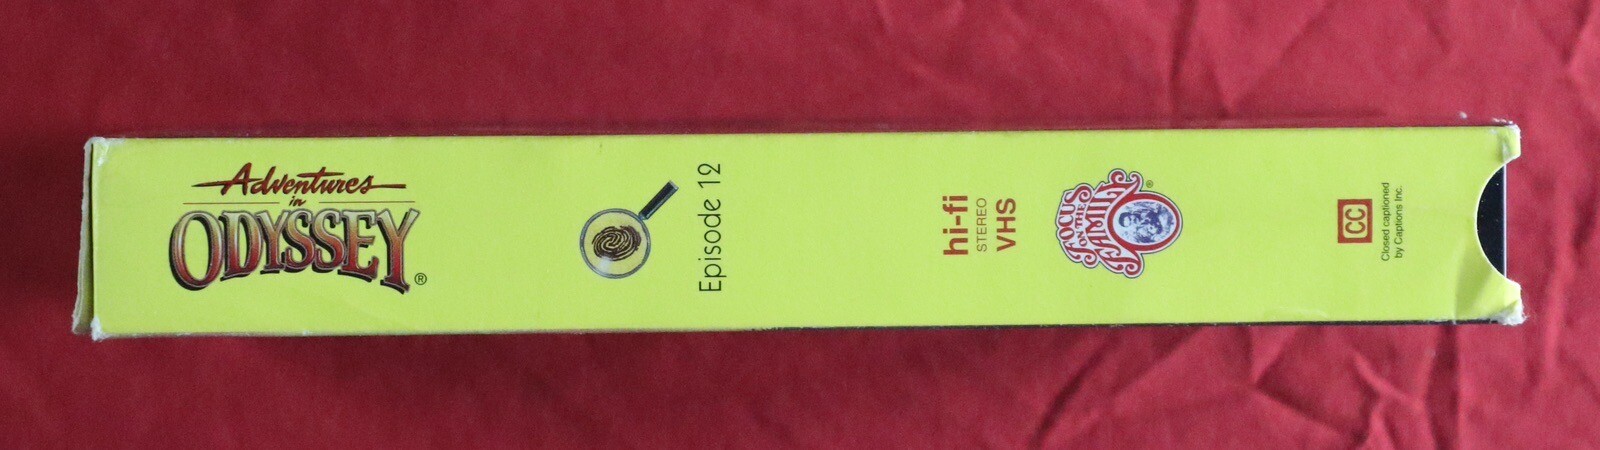 Adventures
in
ODYSSEY®
Episode 12
hi-fi
STEREO
VHS
FOCUS
ON THE
FAMILY®
CC
Closed captioned
by Captions Inc.